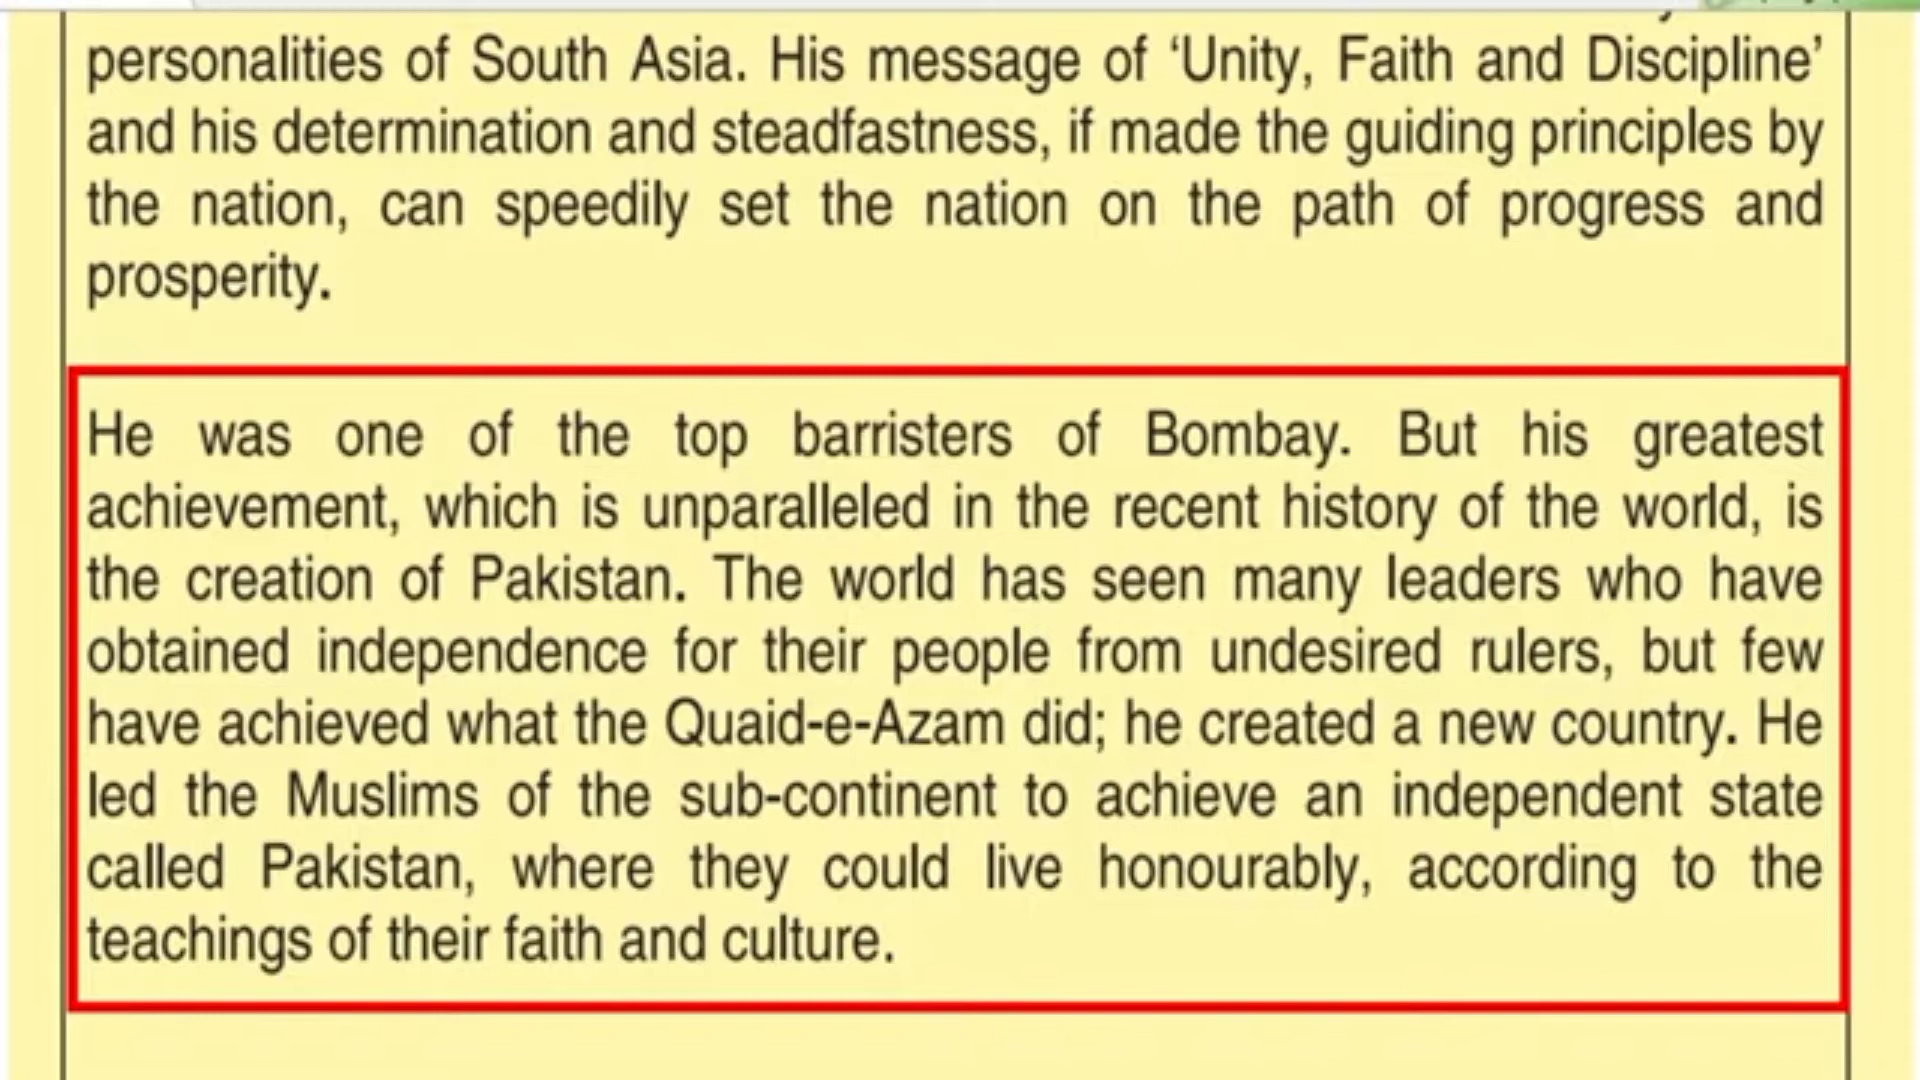 personalities of South Asia. His message of ‘Unity, Faith and Discipline’
and his determination and steadfastness, if made the guiding principles by
the nation, can speedily set the nation on the path of progress and
prosperity.
He was one of the top barristers of Bombay. But his greatest
achievement, which is unparalleled in the recent history of the world, is
the creation of Pakistan. The world has seen many leaders who have
obtained independence for their people from undesired rulers, but few
have achieved what the Quaid-e-Azam did; he created a new country. He
led the Muslims of the sub-continent to achieve an independent state
called Pakistan, where they could live honourably, according to the
teachings of their faith and culture.